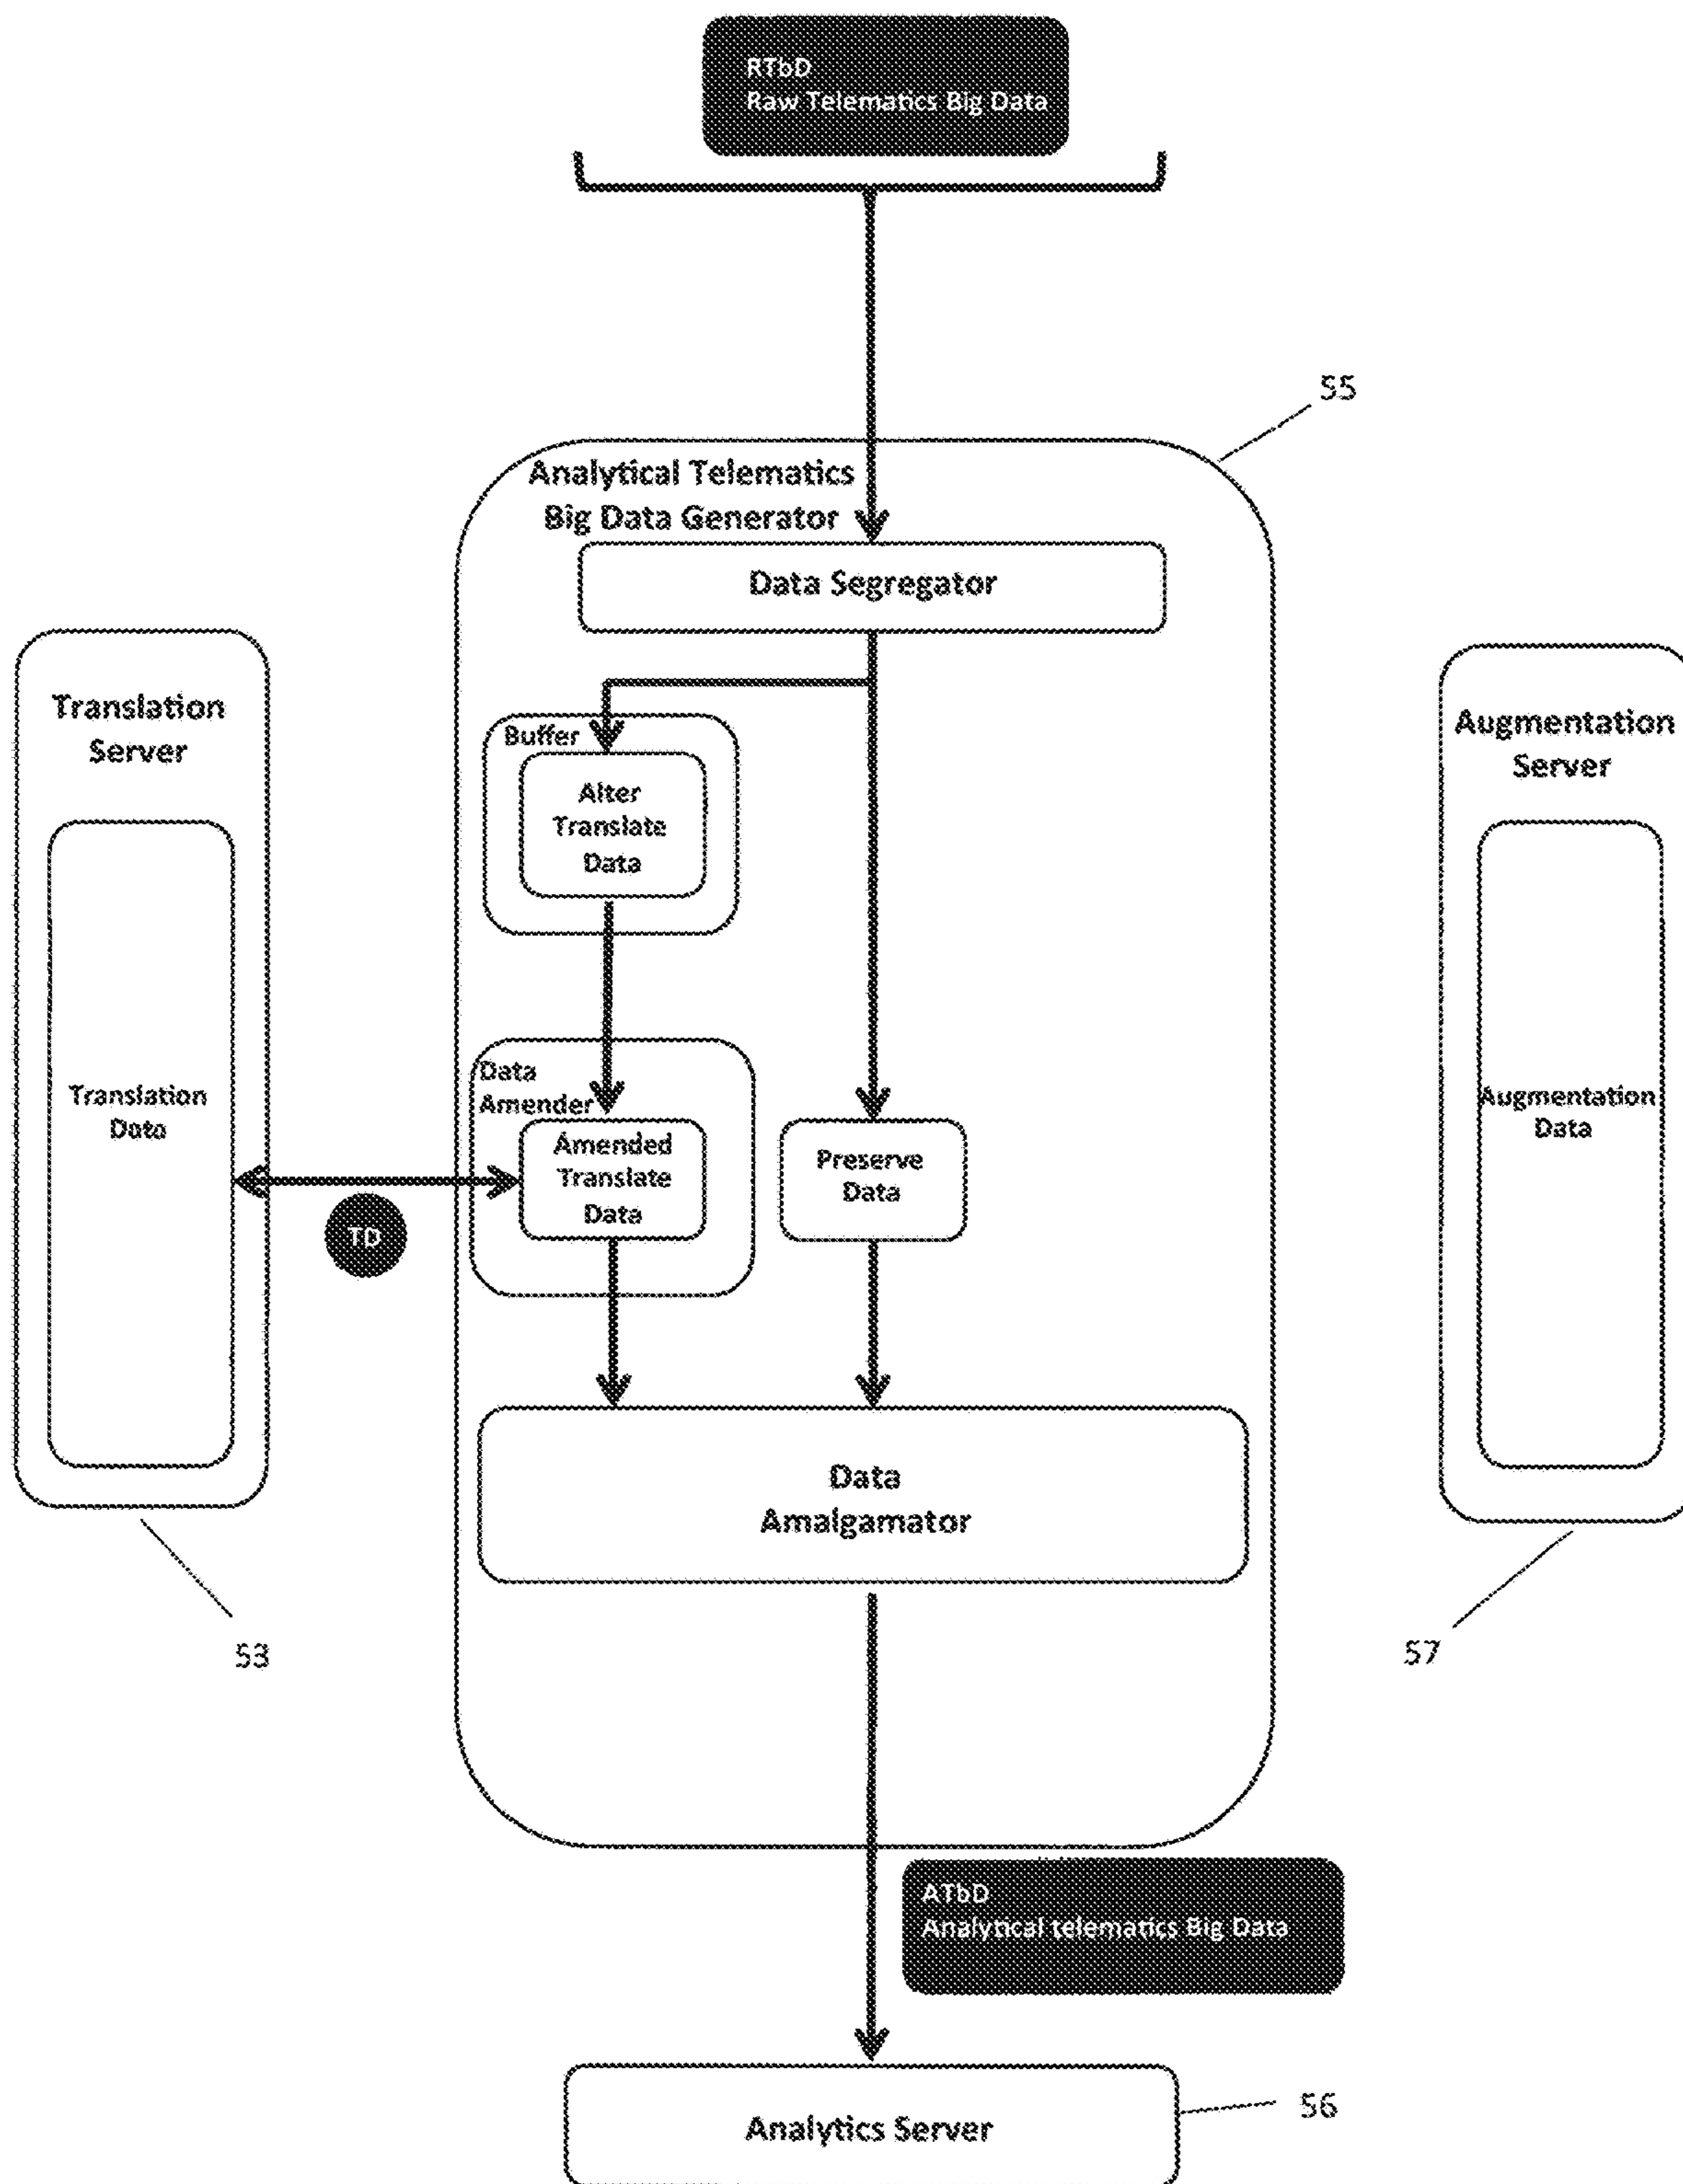 RTbD
Raw Telematics Big Data
55
Analytical Telematics
Big Data Generator
Data Segregator
Translation
Server
Augmentation
Server
Buffer
Alter
Translate
Data
Translation
Data
Augmentation
Data
Data
Amender
Amended
Translate
Data
Preserve
Data
TD
Data
Amalgamator
53
57
ATbD
Analytical telematics Big Data
Analytics Server
56